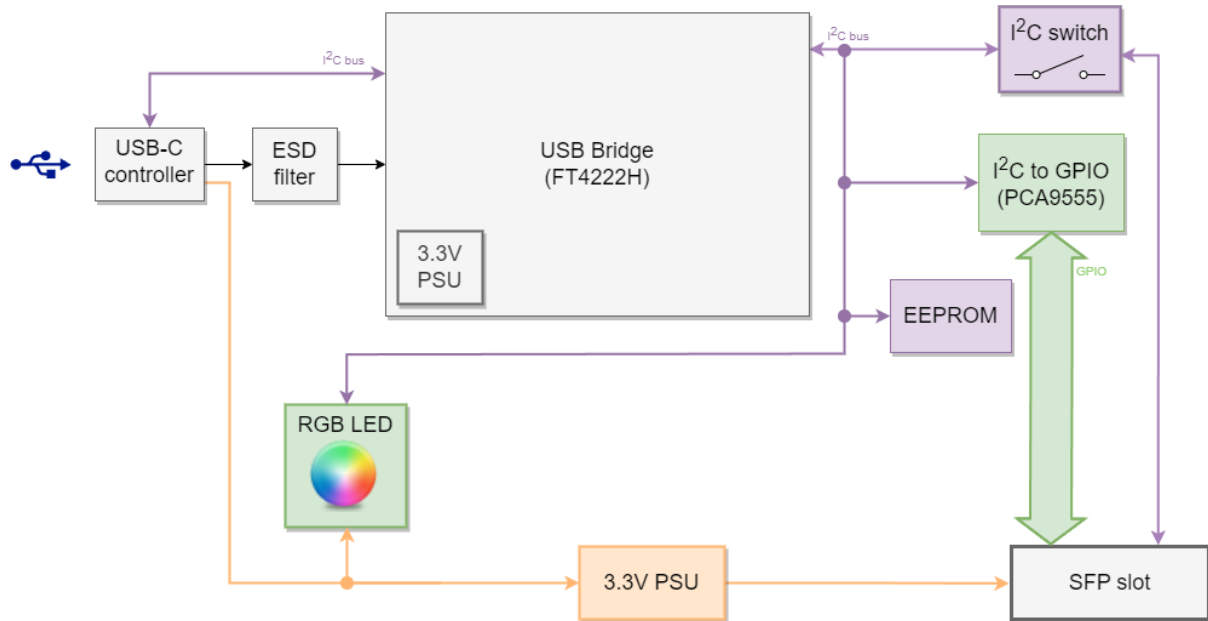 I²C bus
I²C bus
I²C switch
USB-C
controller
ESD
filter
USB Bridge
(FT4222H)
I²C to GPIO
(PCA9555)
3.3V
PSU
GPIO
EEPROM
RGB LED
3.3V PSU
SFP slot